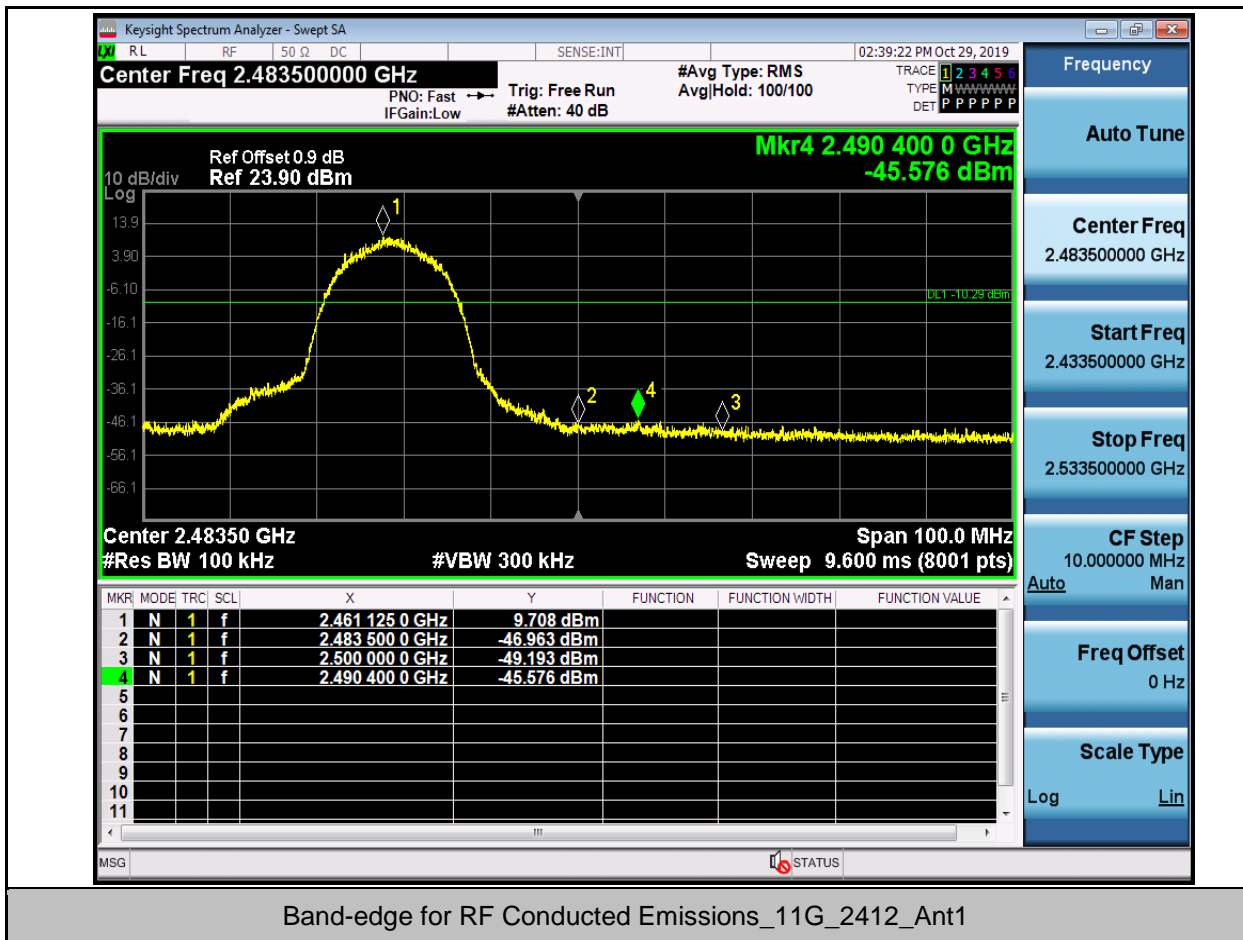 Keysight Spectrum Analyzer - Swept SA
LXI RL RF 50 Ω DC SENSE:INT 02:39:22 PM Oct 29, 2019
Center Freq 2.483500000 GHz
PNO: Fast
IFGain:Low
Trig: Free Run
#Atten: 40 dB
#Avg Type: RMS
Avg|Hold: 100/100
TRACE 1 2 3 4 5 6
TYPE M WWWWW
DET P P P P P P
Mkr4 2.490 400 0 GHz
-45.576 dBm
Ref Offset 0.9 dB
Ref 23.90 dBm
10 dB/div
Log
13.9
3.90
-6.10
-16.1
-26.1
-36.1
-46.1
-56.1
-66.1
1
2
4
3
DL1 -10.29 dBm
Center 2.48350 GHz
Span 100.0 MHz
#Res BW 100 kHz
#VBW 300 kHz
Sweep 9.600 ms (8001 pts)
MKR MODE TRC SCL X Y FUNCTION FUNCTION WIDTH FUNCTION VALUE
1 N 1 f 2.461 125 0 GHz 9.708 dBm
2 N 1 f 2.483 500 0 GHz -46.963 dBm
3 N 1 f 2.500 000 0 GHz -49.193 dBm
4 N 1 f 2.490 400 0 GHz -45.576 dBm
5
6
7
8
9
10
11
MSG
STATUS
Frequency
Auto Tune
Center Freq
2.483500000 GHz
Start Freq
2.433500000 GHz
Stop Freq
2.533500000 GHz
CF Step
10.000000 MHz
Auto Man
Freq Offset
0 Hz
Scale Type
Log Lin
Band-edge for RF Conducted Emissions_11G_2412_Ant1